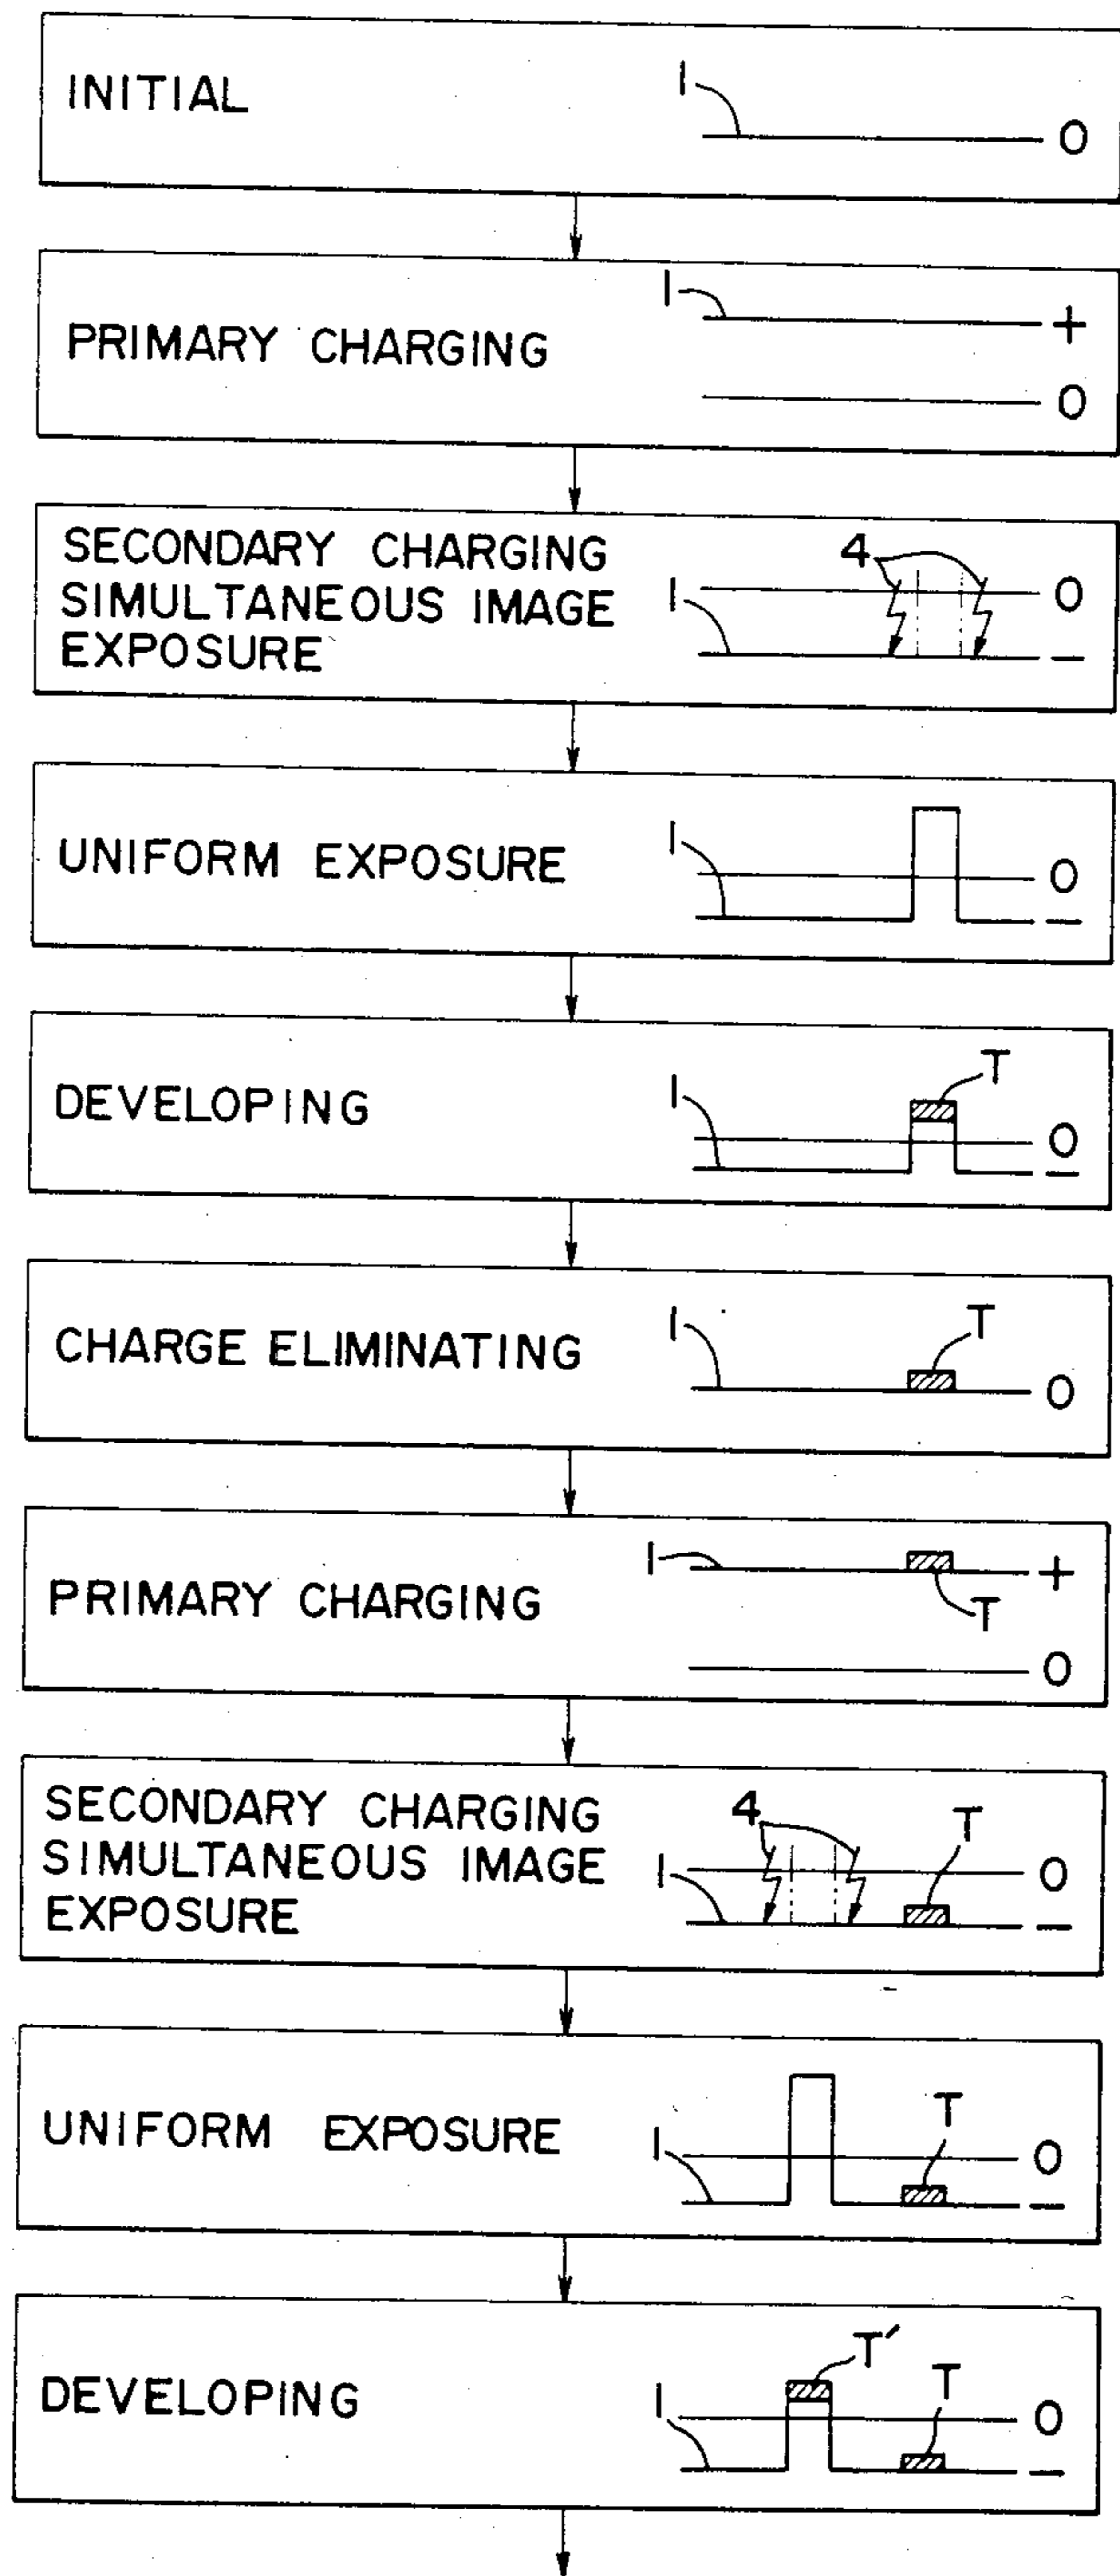 INITIAL
1
0
PRIMARY CHARGING
1
+
0
SECONDARY CHARGING
SIMULTANEOUS IMAGE
EXPOSURE
4
1
0
−
UNIFORM EXPOSURE
1
0
−
DEVELOPING
1
T
0
−
CHARGE ELIMINATING
1
T
0
PRIMARY CHARGING
1
+
T
0
SECONDARY CHARGING
SIMULTANEOUS IMAGE
EXPOSURE
4
T
1
0
−
UNIFORM EXPOSURE
1
T
0
−
DEVELOPING
1
T′
T
0
−